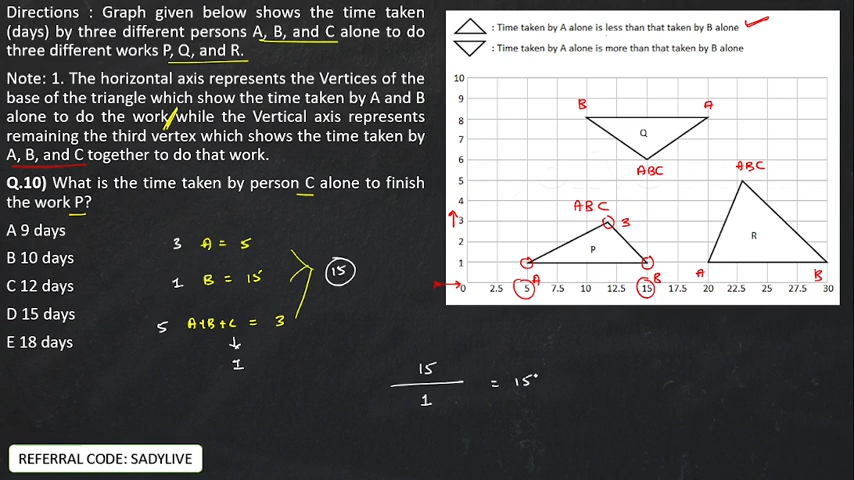 Directions : Graph given below shows the time taken
(days) by three different persons A, B, and C alone to do
three different works P, Q, and R.
Note: 1. The horizontal axis represents the Vertices of the
base of the triangle which show the time taken by A and B
alone to do the work while the Vertical axis represents
remaining the third vertex which shows the time taken by
A, B, and C together to do that work.
Q.10) What is the time taken by person C alone to finish
the work P?
A 9 days
B 10 days
C 12 days
D 15 days
E 18 days
3 A = 5
1 B = 15
15
5 A+B+C = 3
1
15
1
= 15
: Time taken by A alone is less than that taken by B alone
: Time taken by A alone is more than that taken by B alone
10
9
8
7
6
5
4
3
2
1
0
2.5 5 7.5 10 12.5 15 17.5 20 22.5 25 27.5 30
B A
Q
ABC
ABC
3
P
A B
ABC
R
A B
REFERRAL CODE: SADYLIVE